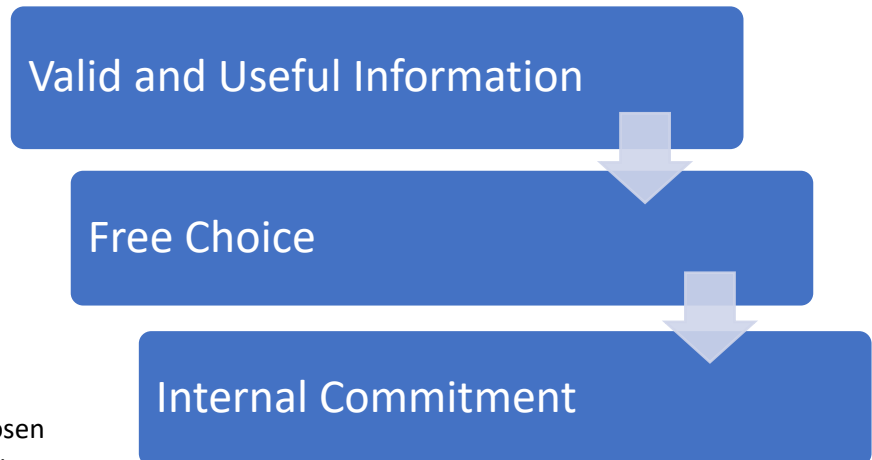 Valid and Useful Information
Free Choice
Internal Commitment